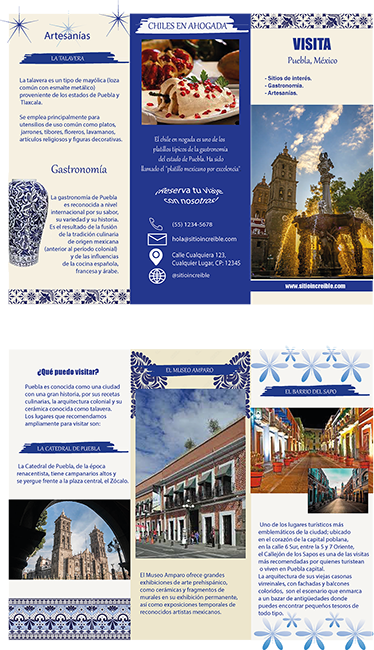 Artesanías
LA TALAVERA
La talavera es un tipo de mayólica (loza
común con esmalte metálico)
proveniente de los estados de Puebla y
Tlaxcala.
Se emplea principalmente para
utensilios de uso común como platos,
jarrones, tibores, floreros, lavamanos,
artículos religiosos y figuras decorativas.
Gastronomía
La gastronomía de Puebla
es reconocida a nivel
internacional por su sabor,
su variedad y su historia.
Es el resultado de la fusión
de la tradición culinaria
de origen mexicana
(anterior al período colonial)
y de las influencias
de la cocina española,
francesa y árabe.
CHILES EN AHOGADA
El chile en nogada es uno de los
platillos típicos de la gastronomía
del estado de Puebla. Ha sido
llamado el "platillo mexicano por excelencia"
¡Reserva tu viaje
con nosotras!
(55) 1234-5678
hola@sitioincreible.com
Calle Cualquiera 123,
Cualquier Lugar, CP: 12345
@sitioincreible
VISITA
Puebla, México
- Sitios de interés.
- Gastronomía.
- Artesanías.
www.sitioincreible.com
¿Qué puedo visitar?
Puebla es conocida como una ciudad
con una gran historia, por sus recetas
culinarias, la arquitectura colonial y su
cerámica conocida como talavera.
Los lugares que recomendamos
ampliamente para visitar son:
LA CATEDRAL DE PUEBLA
La Catedral de Puebla, de la época
renacentista, tiene campanarios altos y
se yergue frente a la plaza central, el Zócalo.
EL MUSEO AMPARO
El Museo Amparo ofrece grandes
exhibiciones de arte prehispánico,
como cerámicas y fragmentos de
murales en su exhibición permanente,
así como exposiciones temporales de
reconocidos artistas mexicanos.
EL BARRIO DEL SAPO
Uno de los lugares turísticos más
emblemáticos de la ciudad; ubicado
en el corazón de la capital poblana,
en la calle 6 Sur, entre la 5 y 7 Oriente,
el Callejón de los Sapos es una de las visitas
más recomendadas por quienes turistean
o viven en Puebla capital.
La arquitectura de sus viejas casonas
virreinales, con fachadas y balcones
coloridos, son el escenario que enmarca
a un bazar de antigüedades donde
puedes encontrar pequeños tesoros de
todo tipo.